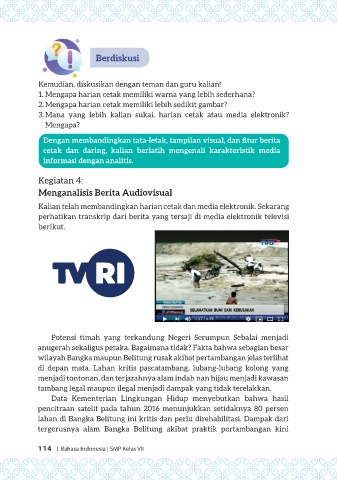 Berdiskusi
Kemudian, diskusikan dengan teman dan guru kalian!
1. Mengapa harian cetak memiliki warna yang lebih sederhana?
2. Mengapa harian cetak memiliki lebih sedikit gambar?
3. Mana yang lebih kalian sukai, harian cetak atau media elektronik?
Mengapa?
Dengan membandingkan tata-letak, tampilan visual, dan fitur berita
cetak dan daring, kalian berlatih mengenali karakteristik media
informasi dengan analitis.
Kegiatan 4:
Menganalisis Berita Audiovisual
Kalian telah membandingkan harian cetak dan media elektronik. Sekarang
perhatikan transkrip dari berita yang tersaji di media elektronik televisi
berikut.
TVRI
SELAMATKAN BUMI DARI KERUSAKAN
Potensi timah yang terkandung Negeri Serumpun Sebalai menjadi
anugerah sekaligus petaka. Bagaimana tidak? Fakta bahwa sebagian besar
wilayah Bangka maupun Belitung rusak akibat pertambangan jelas terlihat
di depan mata. Lahan kritis pascatambang, lubang-lubang kolong yang
menjadi tontonan, dan terjarahnya alam indah nan hijau menjadi kawasan
tambang legal maupun ilegal menjadi dampak yang tidak terelakkan.
Data Kementerian Lingkungan Hidup menyebutkan bahwa hasil
pencitraan satelit pada tahun 2016 menunjukkan setidaknya 80 persen
lahan di Bangka Belitung ini kritis dan perlu direhabilitasi. Dampak dari
tergerusnya alam Bangka Belitung akibat praktik pertambangan kini
114 | Bahasa Indonesia | SMP Kelas VII